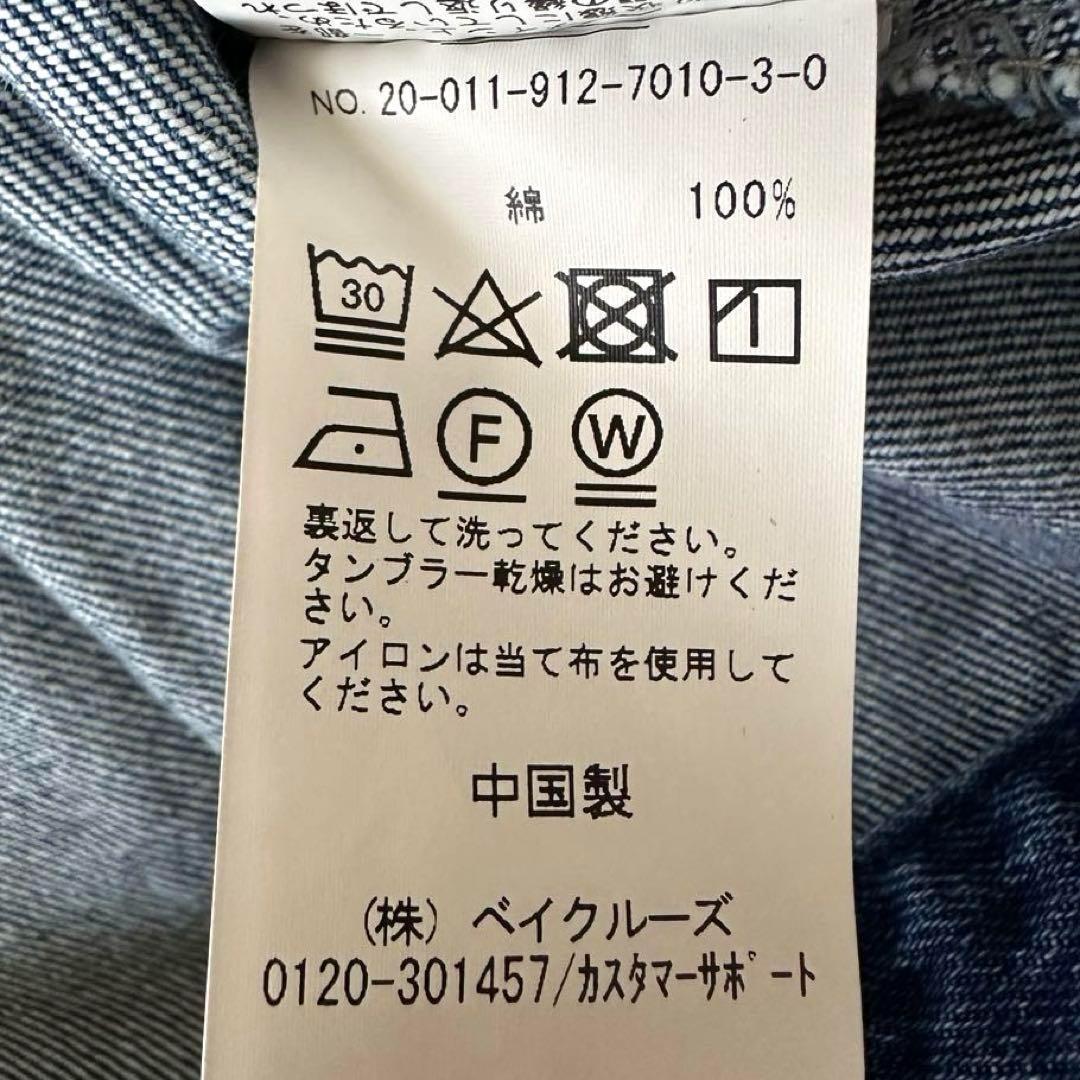 NO. 20-011-912-7010-3-0
綿 100%
30
F W
裏返して洗ってください。
タンブラー乾燥はお避けくだ
さい。
アイロンは当て布を使用して
ください。
中国製
(株) ベイクルーズ
0120-301457/ｶｽﾀﾏｰｻﾎﾟｰﾄ